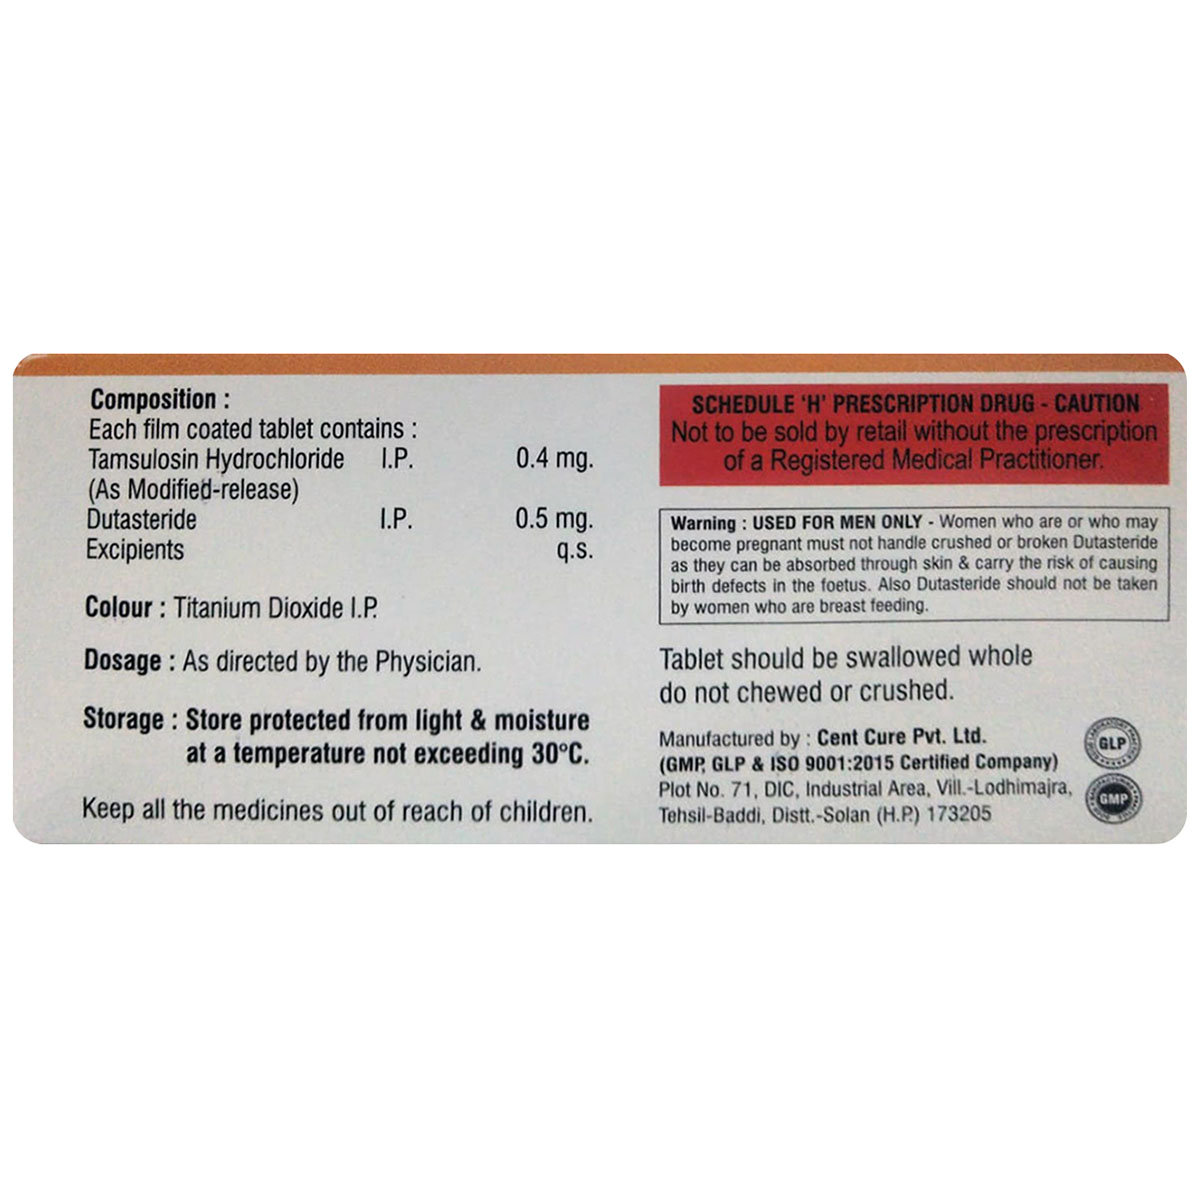 Composition :
Each film coated tablet contains :
Tamsulosin Hydrochloride I.P. 0.4 mg.
(As Modified-release)
Dutasteride I.P. 0.5 mg.
Excipients q.s.
Colour : Titanium Dioxide I.P.
Dosage : As directed by the Physician.
Storage : Store protected from light & moisture
at a temperature not exceeding 30°C.
Keep all the medicines out of reach of children.
SCHEDULE 'H' PRESCRIPTION DRUG - CAUTION
Not to be sold by retail without the prescription
of a Registered Medical Practitioner.
Warning : USED FOR MEN ONLY - Women who are or who may
become pregnant must not handle crushed or broken Dutasteride
as they can be absorbed through skin & carry the risk of causing
birth defects in the foetus. Also Dutasteride should not be taken
by women who are breast feeding.
Tablet should be swallowed whole
do not chewed or crushed.
Manufactured by : Cent Cure Pvt. Ltd.
(GMP, GLP & ISO 9001:2015 Certified Company)
Plot No. 71, DIC, Industrial Area, Vill.-Lodhimajra,
Tehsil-Baddi, Distt.-Solan (H.P.) 173205
GLP
GMP